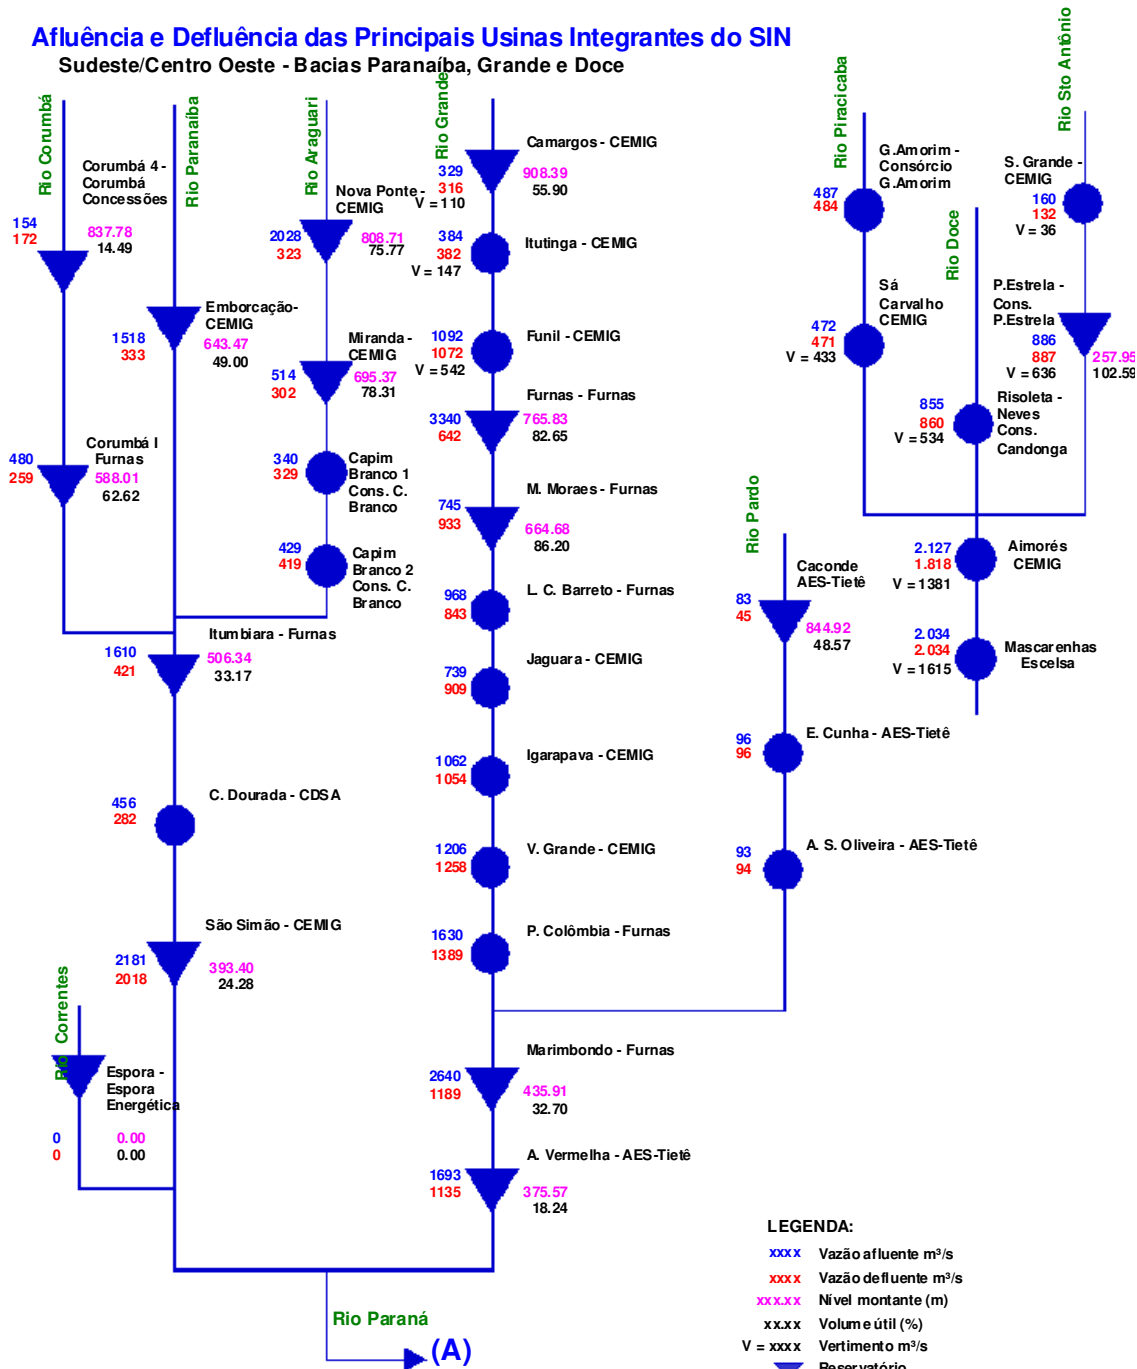 Afluência e Defluência das Principais Usinas Integrantes do SIN
Sudeste/Centro Oeste - Bacias Paranaíba, Grande e Doce
Rio Corumbá
Corumbá 4 -
Corumbá
Concessões
154
172
837.78
14.49
Corumbá I
Furnas
480
259
588.01
62.62
Rio Paranaíba
Emborcação-
CEMIG
1518
333
643.47
49.00
Rio Araguari
Nova Ponte -
CEMIG
2028
323
808.71
75.77
Miranda -
CEMIG
514
302
695.37
78.31
340
329
Capim
Branco 1
Cons. C.
Branco
429
419
Capim
Branco 2
Cons. C.
Branco
Itumbiara - Furnas
1610
421
506.34
33.17
C. Dourada - CDSA
456
282
São Simão - CEMIG
2181
2018
393.40
24.28
Rio Correntes
Espora -
Espora
Energética
0
0
0.00
0.00
Rio Grande
Camargos - CEMIG
329
316
V = 110
908.39
55.90
Itutinga - CEMIG
384
382
V = 147
Funil - CEMIG
1092
1072
V = 542
Furnas - Furnas
3340
642
765.83
82.65
M. Moraes - Furnas
745
933
664.68
86.20
L. C. Barreto - Furnas
968
843
Jaguara - CEMIG
739
909
Igarapava - CEMIG
1062
1054
V. Grande - CEMIG
1206
1258
P. Colômbia - Furnas
1630
1389
Marimbondo - Furnas
2640
1189
435.91
32.70
A. Vermelha - AES-Tietê
1693
1135
375.57
18.24
Rio Pardo
Caconde
AES-Tietê
83
45
844.92
48.57
E. Cunha - AES-Tietê
96
96
A. S. Oliveira - AES-Tietê
93
94
Rio Piracicaba
G.Amorim -
Consórcio
G.Amorim
487
484
Sá
Carvalho
CEMIG
472
471
V = 433
Rio Doce
855
860
V = 534
Risoleta -
Neves
Cons.
Candonga
Rio Sto Antônio
S. Grande -
CEMIG
160
132
V = 36
P.Estrela -
Cons.
P.Estrela
886
887
V = 636
257.95
102.59
Aimorés
CEMIG
2.127
1.818
V = 1381
Mascarenhas
Escelsa
2.034
2.034
V = 1615
Rio Paraná
(A)
LEGENDA:
xxxx Vazão afluente m³/s
xxxx Vazão defluente m³/s
xxx.xx Nível montante (m)
xx.xx Volume útil (%)
V = xxxx Vertimento m³/s
Reservatório